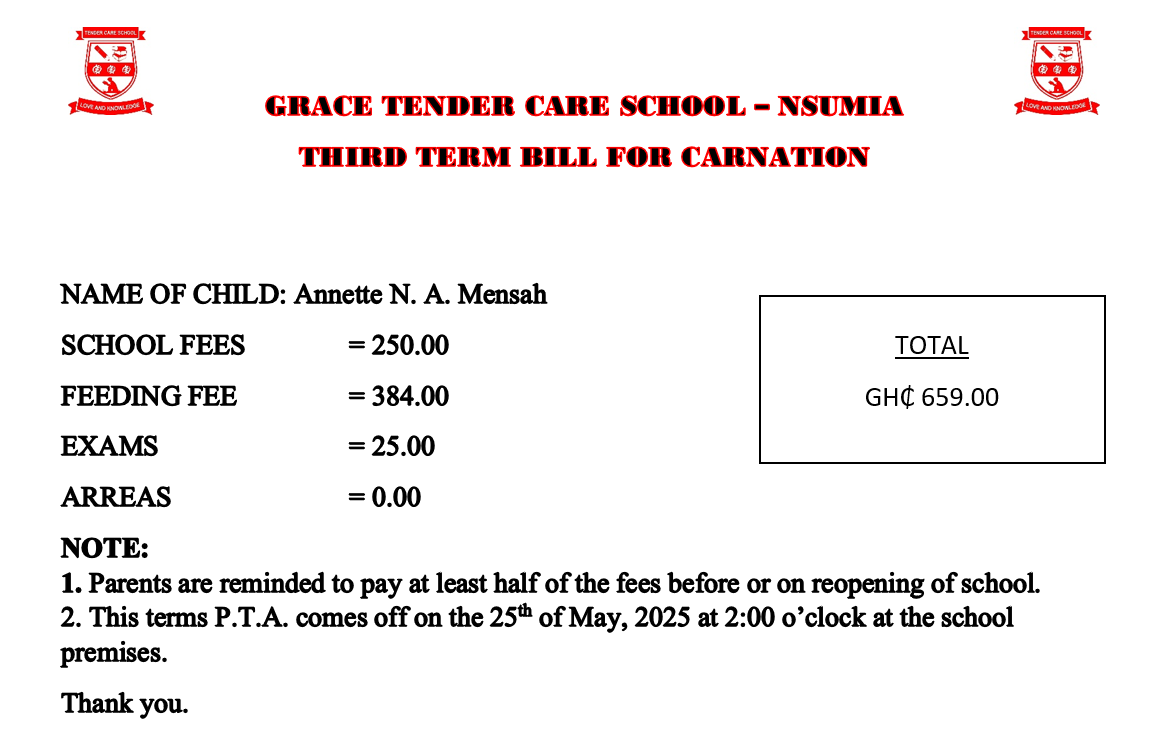 TENDER CARE SCHOOL
LOVE AND KNOWLEDGE
TENDER CARE SCHOOL
LOVE AND KNOWLEDGE
GRACE TENDER CARE SCHOOL – NSUMIA
THIRD TERM BILL FOR CARNATION
NAME OF CHILD: Annette N. A. Mensah
SCHOOL FEES = 250.00
FEEDING FEE = 384.00
EXAMS = 25.00
ARREAS = 0.00
TOTAL
GH₵ 659.00
NOTE:
1. Parents are reminded to pay at least half of the fees before or on reopening of school.
2. This terms P.T.A. comes off on the 25th of May, 2025 at 2:00 o’clock at the school
premises.
Thank you.